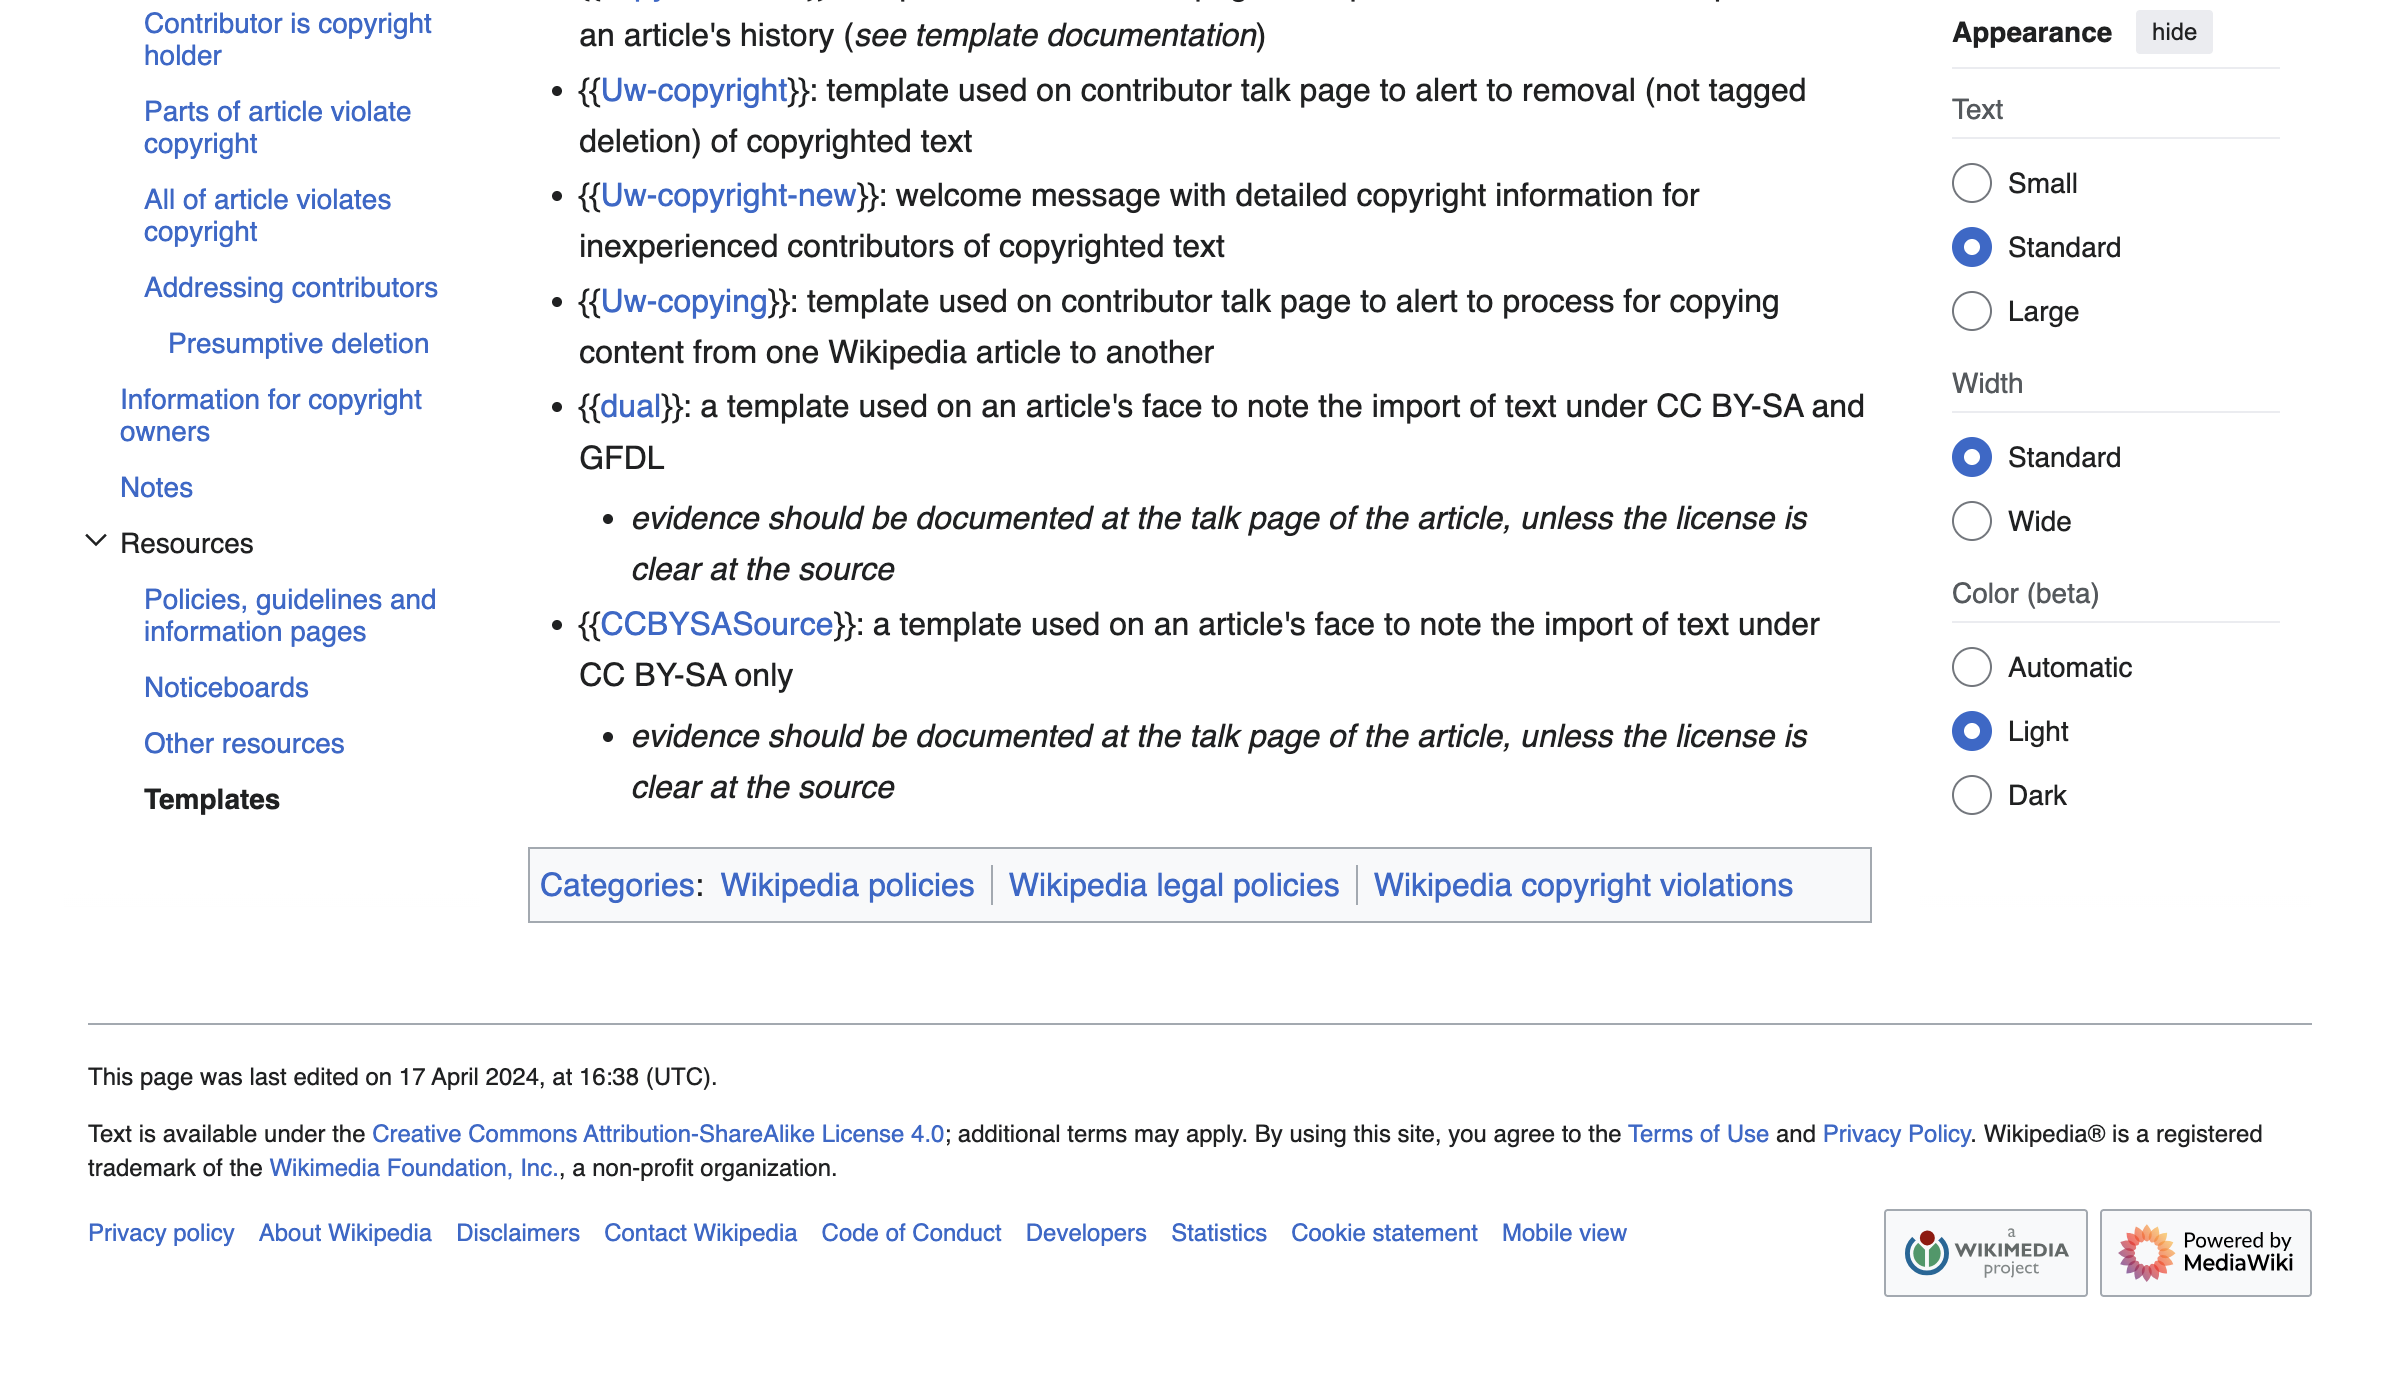 Contributor is copyright
holder
Parts of article violate
copyright
All of article violates
copyright
Addressing contributors
Presumptive deletion
Information for copyright
owners
Notes
Resources
Policies, guidelines and
information pages
Noticeboards
Other resources
Templates
an article's history (see template documentation)
• {{Uw-copyright}}: template used on contributor talk page to alert to removal (not tagged
deletion) of copyrighted text
• {{Uw-copyright-new}}: welcome message with detailed copyright information for
inexperienced contributors of copyrighted text
• {{Uw-copying}}: template used on contributor talk page to alert to process for copying
content from one Wikipedia article to another
• {{dual}}: a template used on an article's face to note the import of text under CC BY-SA and
GFDL
• evidence should be documented at the talk page of the article, unless the license is
clear at the source
• {{CCBYSASource}}: a template used on an article's face to note the import of text under
CC BY-SA only
• evidence should be documented at the talk page of the article, unless the license is
clear at the source
Categories: Wikipedia policies | Wikipedia legal policies | Wikipedia copyright violations
Appearance hide
Text
Small
Standard
Large
Width
Standard
Wide
Color (beta)
Automatic
Light
Dark
This page was last edited on 17 April 2024, at 16:38 (UTC).
Text is available under the Creative Commons Attribution-ShareAlike License 4.0; additional terms may apply. By using this site, you agree to the Terms of Use and Privacy Policy. Wikipedia® is a registered
trademark of the Wikimedia Foundation, Inc., a non-profit organization.
Privacy policy About Wikipedia Disclaimers Contact Wikipedia Code of Conduct Developers Statistics Cookie statement Mobile view
a
WIKIMEDIA
project
Powered by
MediaWiki